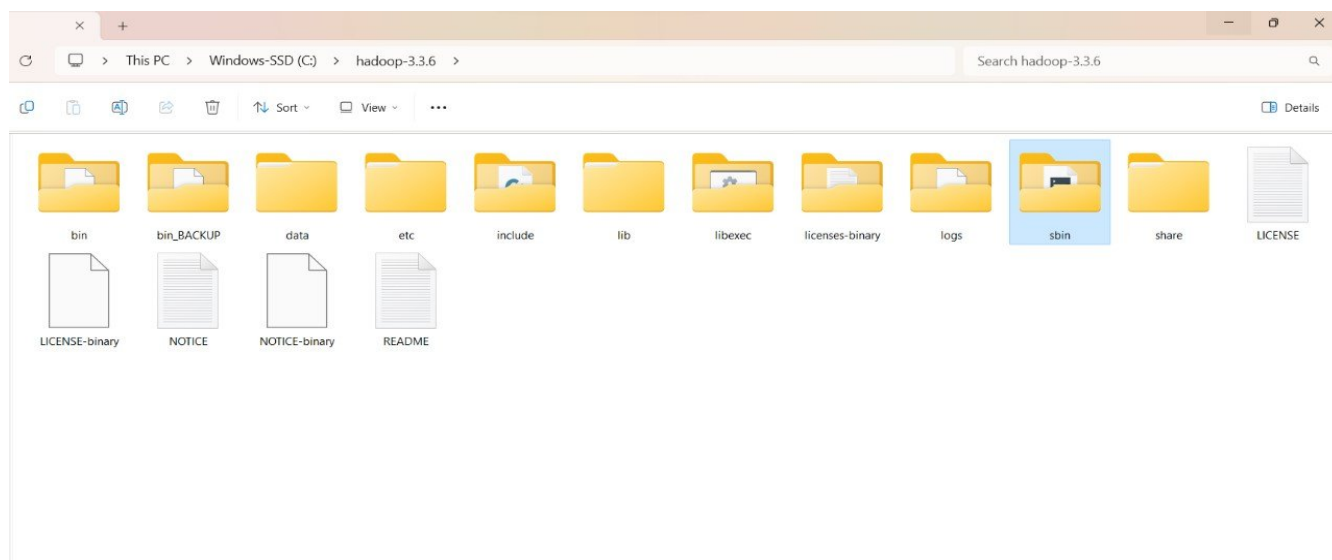 This PC > Windows-SSD (C:) > hadoop-3.3.6 >
Search hadoop-3.3.6
Sort
View
Details
bin
bin_BACKUP
data
etc
include
lib
libexec
licenses-binary
logs
sbin
share
LICENSE
LICENSE-binary
NOTICE
NOTICE-binary
README